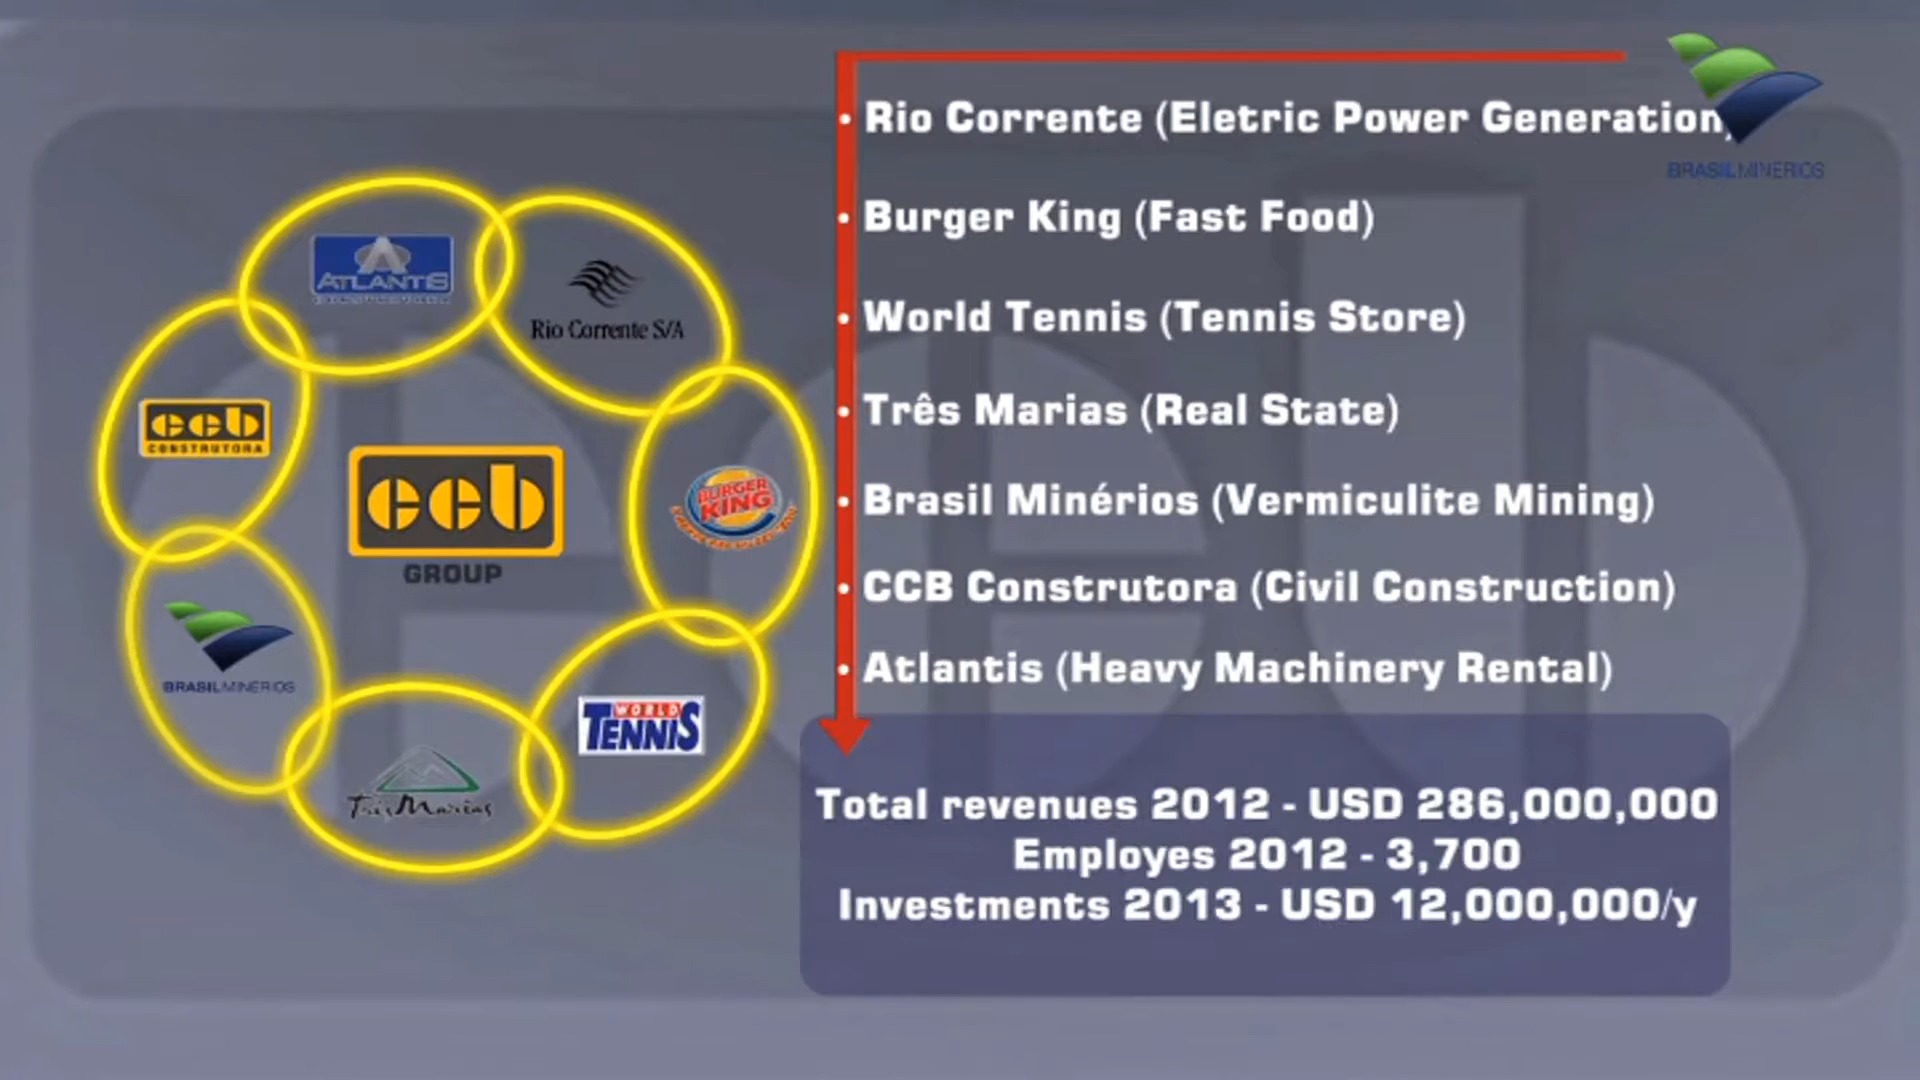 ATLANTIS
Rio Corrente S/A
ccb
CONSTRUTORA
ccb
GROUP
BURGER
KING
BRASILMINÉRIOS
WORLD
TENNIS
Três Marias
• Rio Corrente (Eletric Power Generation)
• Burger King (Fast Food)
• World Tennis (Tennis Store)
• Três Marias (Real State)
• Brasil Minérios (Vermiculite Mining)
• CCB Construtora (Civil Construction)
• Atlantis (Heavy Machinery Rental)
BRASILMINÉRIOS
Total revenues 2012 - USD 286,000,000
Employes 2012 - 3,700
Investments 2013 - USD 12,000,000/y